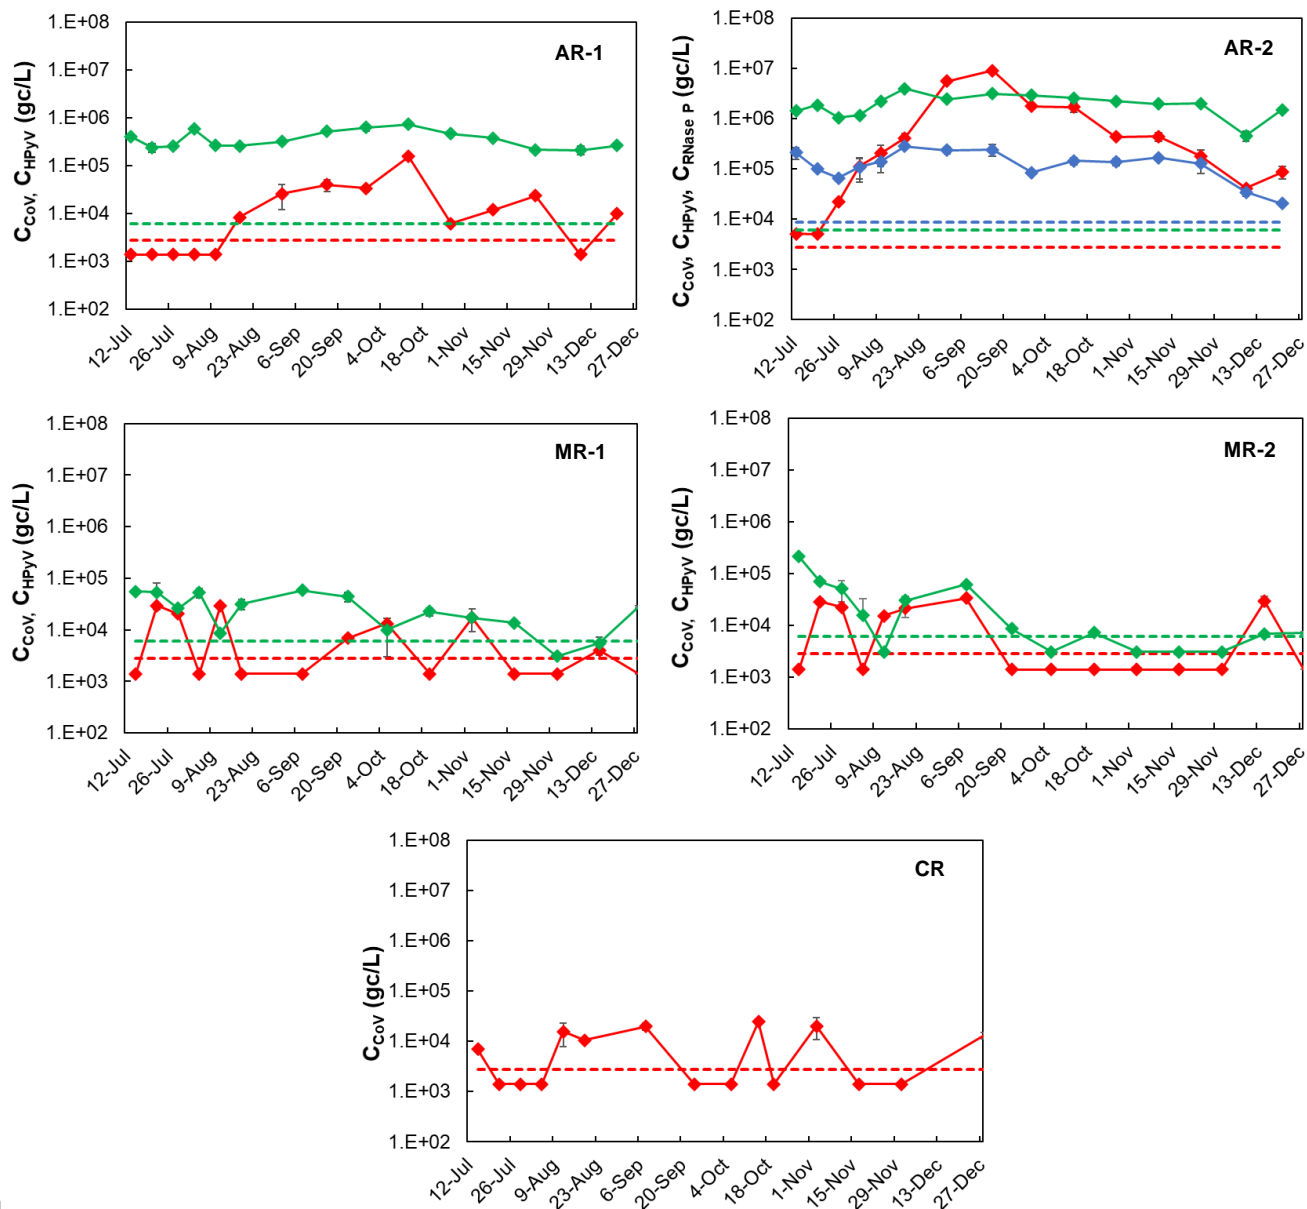 AR-1
C_CoV, C_HPyV (gc/L)
1.E+08
1.E+07
1.E+06
1.E+05
1.E+04
1.E+03
1.E+02
12-Jul
26-Jul
9-Aug
23-Aug
6-Sep
20-Sep
4-Oct
18-Oct
1-Nov
15-Nov
29-Nov
13-Dec
27-Dec
AR-2
C_CoV, C_HPyV, C_RNase P (gc/L)
1.E+08
1.E+07
1.E+06
1.E+05
1.E+04
1.E+03
1.E+02
12-Jul
26-Jul
9-Aug
23-Aug
6-Sep
20-Sep
4-Oct
18-Oct
1-Nov
15-Nov
29-Nov
13-Dec
27-Dec
MR-1
C_CoV, C_HPyV (gc/L)
1.E+08
1.E+07
1.E+06
1.E+05
1.E+04
1.E+03
1.E+02
12-Jul
26-Jul
9-Aug
23-Aug
6-Sep
20-Sep
4-Oct
18-Oct
1-Nov
15-Nov
29-Nov
13-Dec
27-Dec
MR-2
C_CoV, C_HPyV (gc/L)
1.E+08
1.E+07
1.E+06
1.E+05
1.E+04
1.E+03
1.E+02
12-Jul
26-Jul
9-Aug
23-Aug
6-Sep
20-Sep
4-Oct
18-Oct
1-Nov
15-Nov
29-Nov
13-Dec
27-Dec
CR
C_CoV (gc/L)
1.E+08
1.E+07
1.E+06
1.E+05
1.E+04
1.E+03
1.E+02
12-Jul
26-Jul
9-Aug
23-Aug
6-Sep
20-Sep
4-Oct
18-Oct
1-Nov
15-Nov
29-Nov
13-Dec
27-Dec